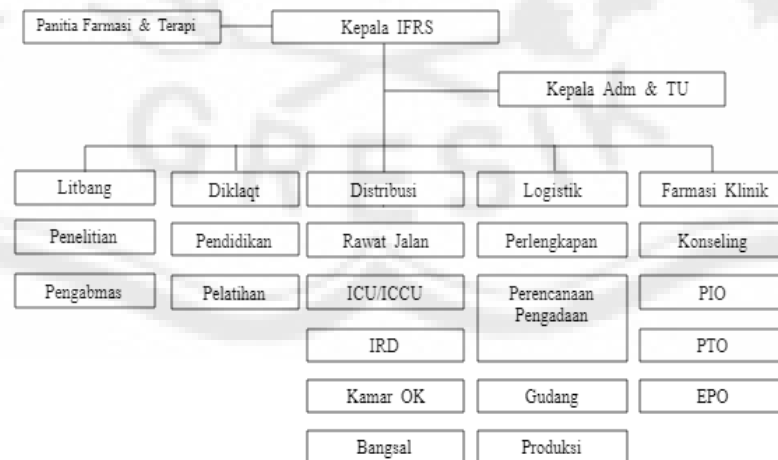 Panitia Farmasi & Terapi
Kepala IFRS
Kepala Adm & TU
GRESIK
Litbang
Diklaqt
Distribusi
Logistik
Farmasi Klinik
Penelitian
Pendidikan
Rawat Jalan
Perlengkapan
Konseling
Pengabmas
Pelatihan
ICU/ICCU
Perencanaan
Pengadaan
PIO
IRD
PTO
Kamar OK
Gudang
EPO
Bangsal
Produksi